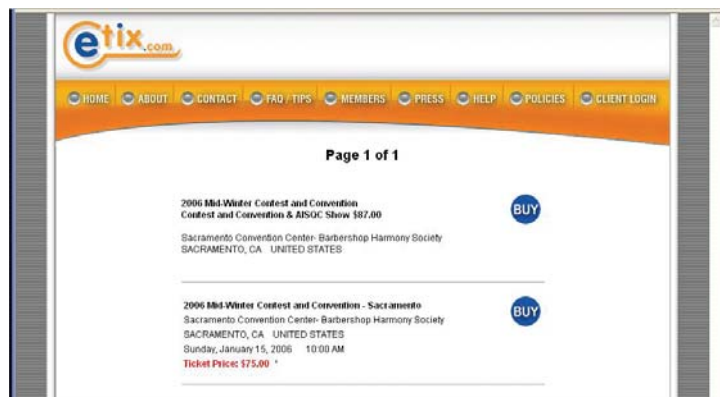 etix.com
HOME ABOUT CONTACT FAQ / TIPS MEMBERS PRESS HELP POLICIES CLIENT LOGIN
Page 1 of 1
2006 Mid-Winter Contest and Convention
Contest and Convention & AISQC Show $87.00
BUY
Sacramento Convention Center- Barbershop Harmony Society
SACRAMENTO, CA UNITED STATES
2006 Mid-Winter Contest and Convention - Sacramento
BUY
Sacramento Convention Center- Barbershop Harmony Society
SACRAMENTO, CA UNITED STATES
Sunday, January 15, 2006 10:00 AM
Ticket Price: $75.00 *